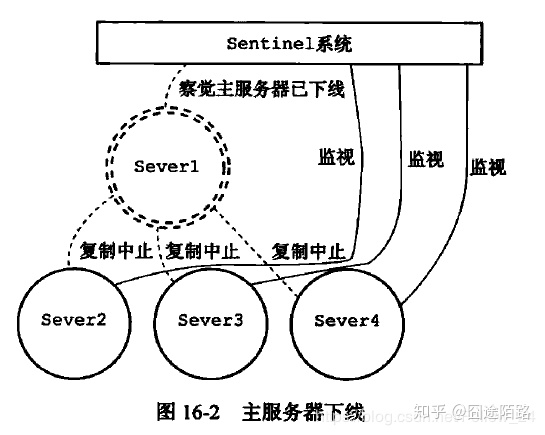 Sentinel系统
察觉主服务器已下线
监视
监视
监视
Sever1
复制中止
复制中止
复制中止
Sever2
Sever3
Sever4
图 16-2 主服务器下线
知乎 @囧途陌路